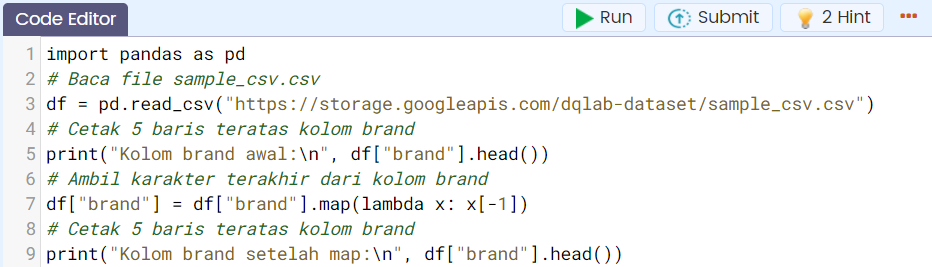 Code Editor Run Submit 2 Hint
1 import pandas as pd
2 # Baca file sample_csv.csv
3 df = pd.read_csv("https://storage.googleapis.com/dqlab-dataset/sample_csv.csv")
4 # Cetak 5 baris teratas kolom brand
5 print("Kolom brand awal:\n", df["brand"].head())
6 # Ambil karakter terakhir dari kolom brand
7 df["brand"] = df["brand"].map(lambda x: x[-1])
8 # Cetak 5 baris teratas kolom brand
9 print("Kolom brand setelah map:\n", df["brand"].head())